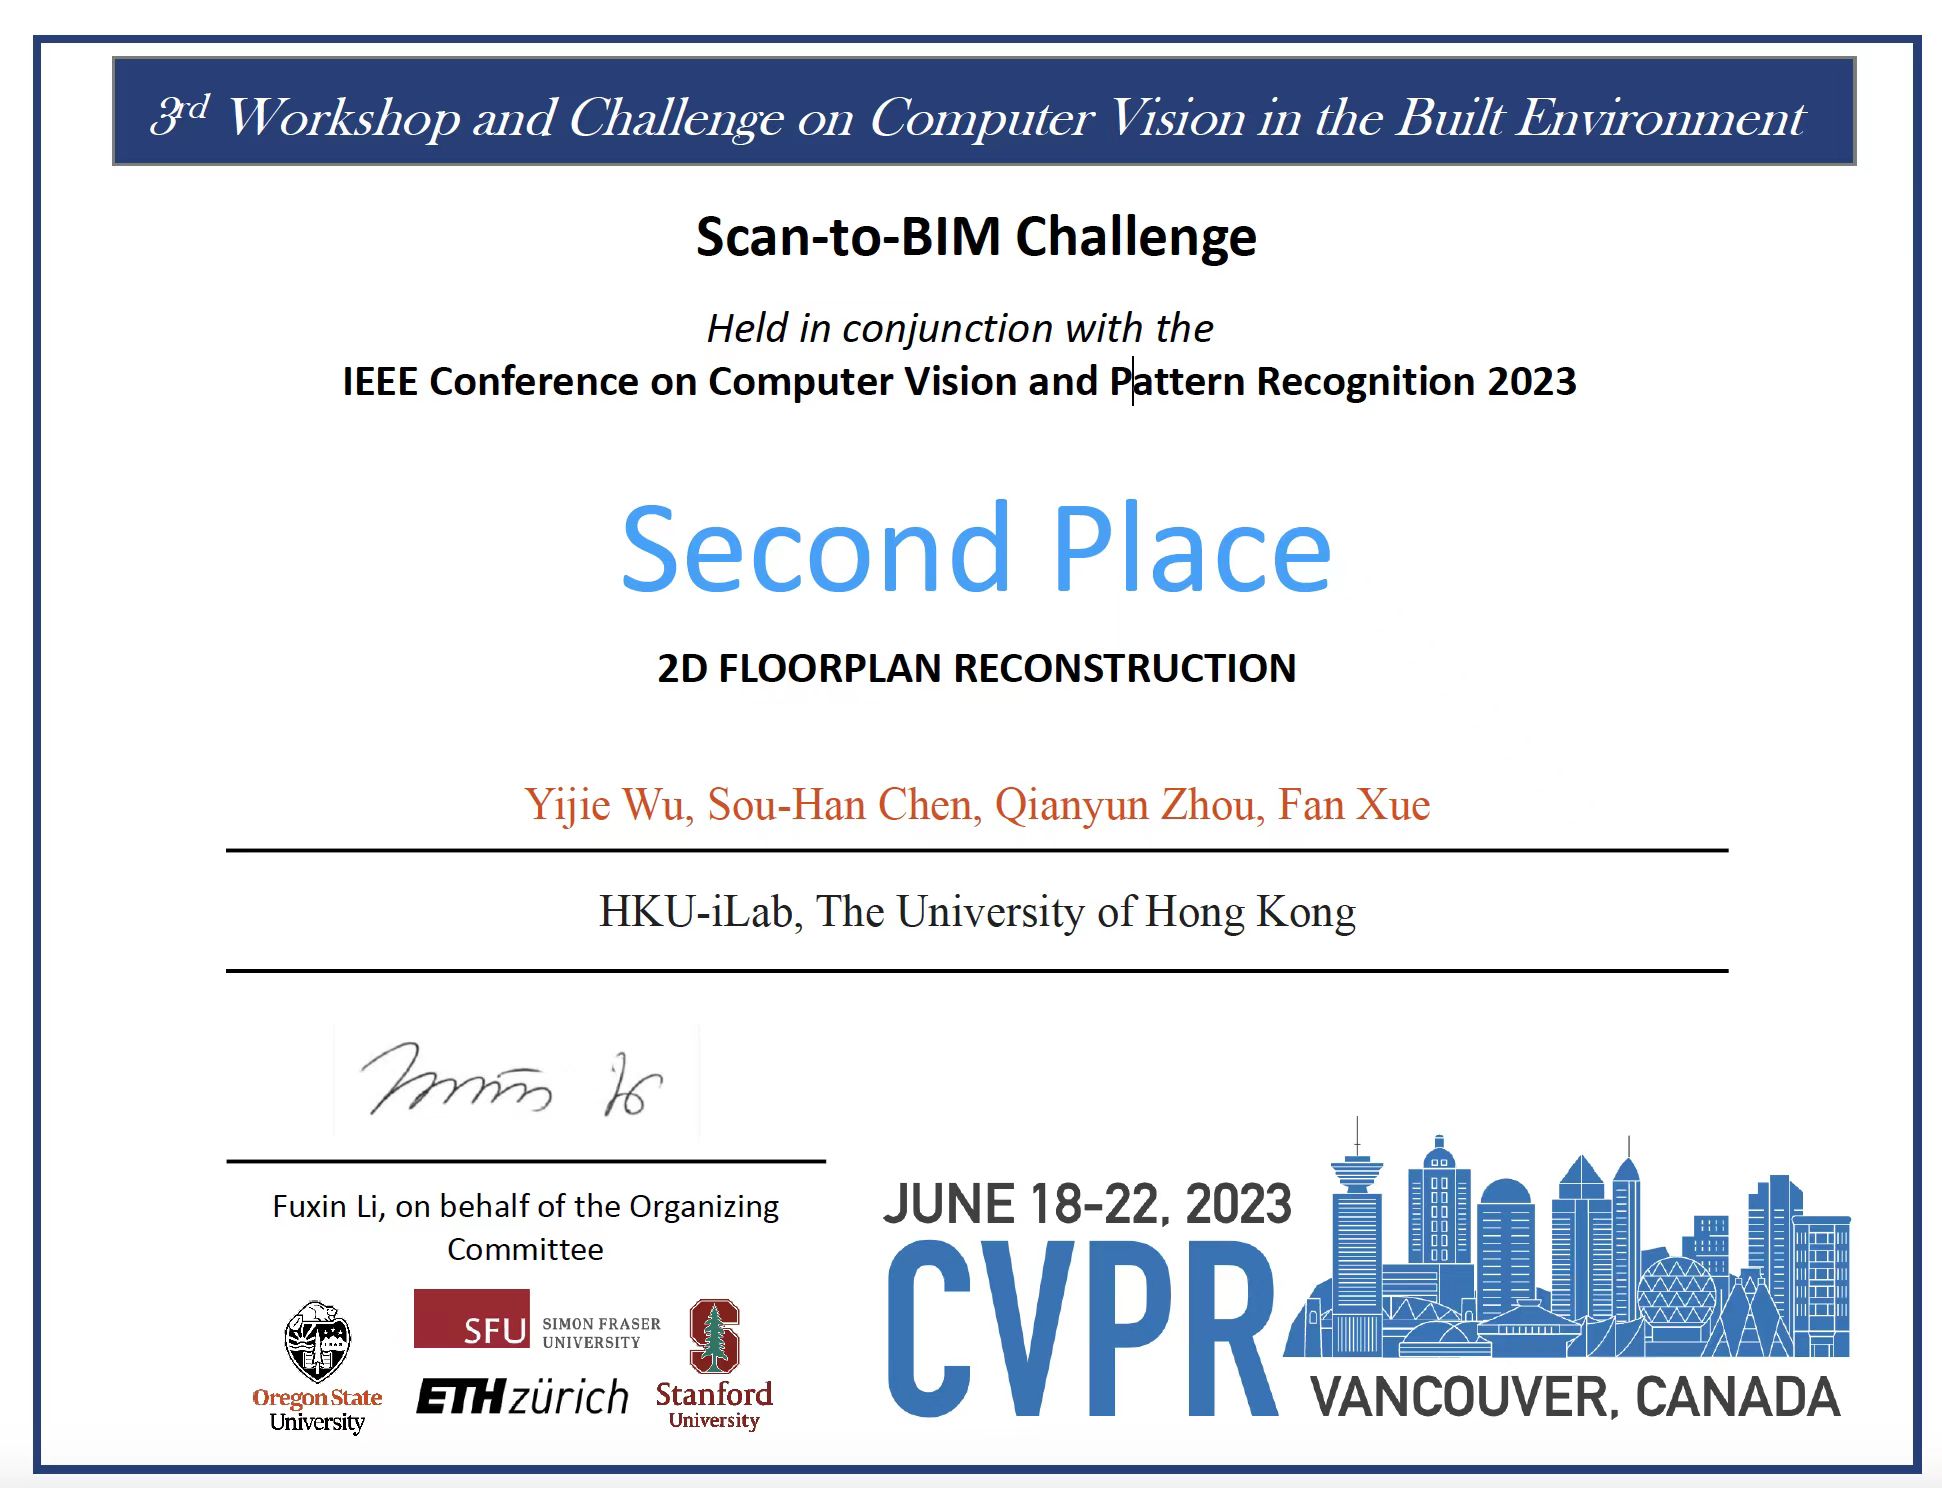 3rd Workshop and Challenge on Computer Vision in the Built Environment
Scan-to-BIM Challenge
Held in conjunction with the
IEEE Conference on Computer Vision and Pattern Recognition 2023
Second Place
2D FLOORPLAN RECONSTRUCTION
Yijie Wu, Sou-Han Chen, Qianyun Zhou, Fan Xue
HKU-iLab, The University of Hong Kong
Fuxin Li, on behalf of the Organizing
Committee
Oregon State
University
SFU
SIMON FRASER
UNIVERSITY
ETH zürich
S
Stanford
University
JUNE 18-22, 2023
CVPR
VANCOUVER, CANADA